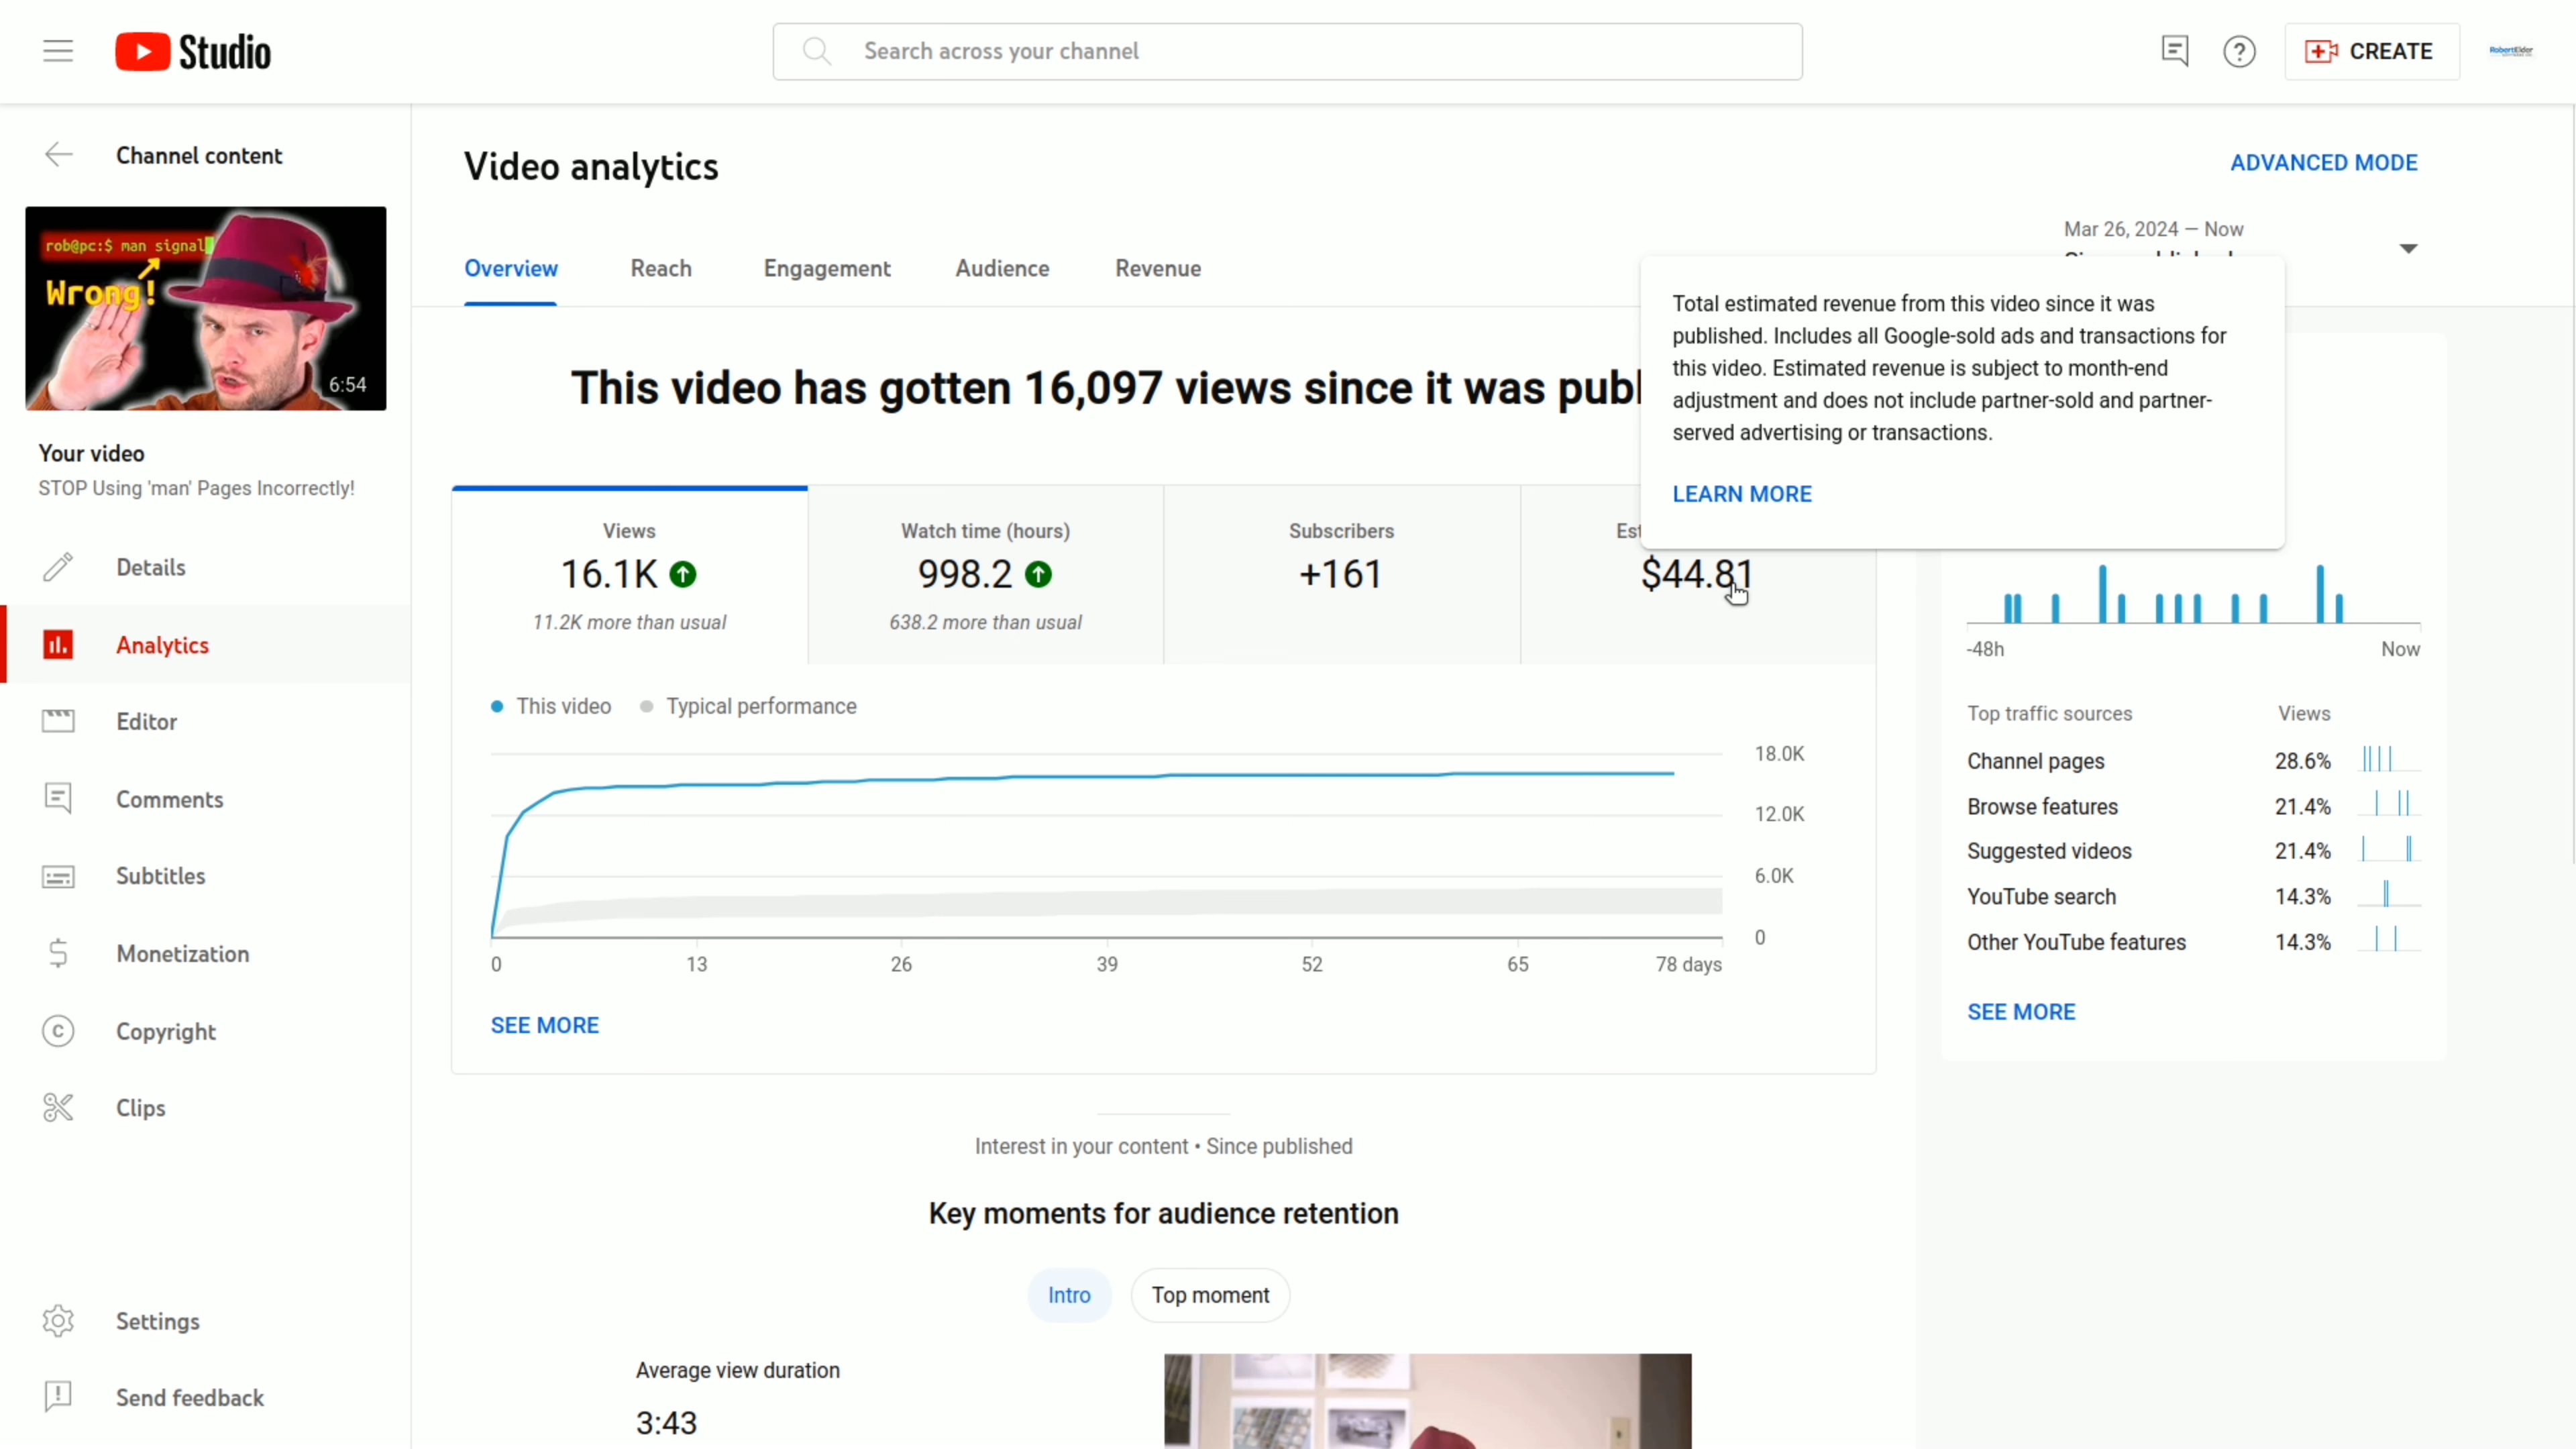 Studio
Search across your channel
CREATE
RobertElder
Channel content
rob@pc:$ man signal
Wrong!
6:54
Your video
STOP Using 'man' Pages Incorrectly!
Details
Analytics
Editor
Comments
Subtitles
Monetization
Copyright
Clips
Settings
Send feedback
Video analytics
ADVANCED MODE
Mar 26, 2024 — Now
Overview
Reach
Engagement
Audience
Revenue
This video has gotten 16,097 views since it was publ
Total estimated revenue from this video since it was
published. Includes all Google-sold ads and transactions for
this video. Estimated revenue is subject to month-end
adjustment and does not include partner-sold and partner-
served advertising or transactions.
LEARN MORE
Views
16.1K
11.2K more than usual
Watch time (hours)
998.2
638.2 more than usual
Subscribers
+161
Est
$44.81
This video
Typical performance
18.0K
12.0K
6.0K
0
0 13 26 39 52 65 78 days
SEE MORE
-48h
Now
Top traffic sources Views
Channel pages 28.6%
Browse features 21.4%
Suggested videos 21.4%
YouTube search 14.3%
Other YouTube features 14.3%
SEE MORE
Interest in your content • Since published
Key moments for audience retention
Intro
Top moment
Average view duration
3:43